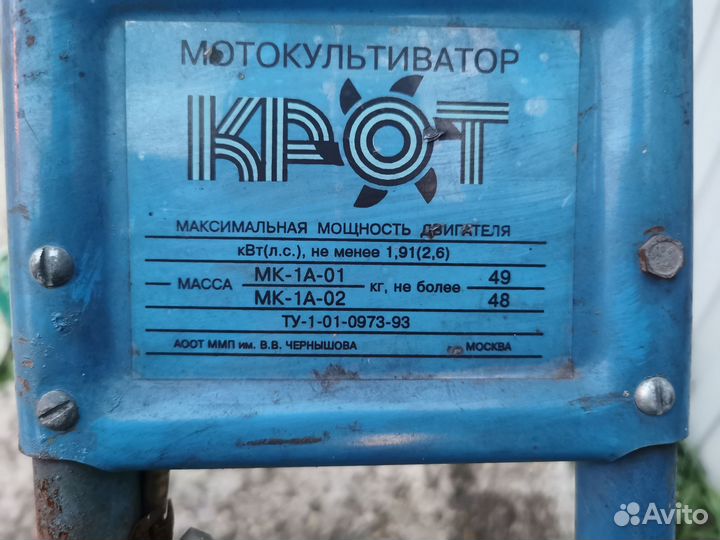 МОТОКУЛЬТИВАТОР
КРОТ
МАКСИМАЛЬНАЯ МОЩНОСТЬ ДВИГАТЕЛЯ
кВт(л.с.), не менее 1,91(2,6)
МАССА МК-1А-01 кг, не более 49
МК-1А-02 48
ТУ-1-01-0973-93
АООТ ММП им. В.В. ЧЕРНЫШОВА МОСКВА
Avito